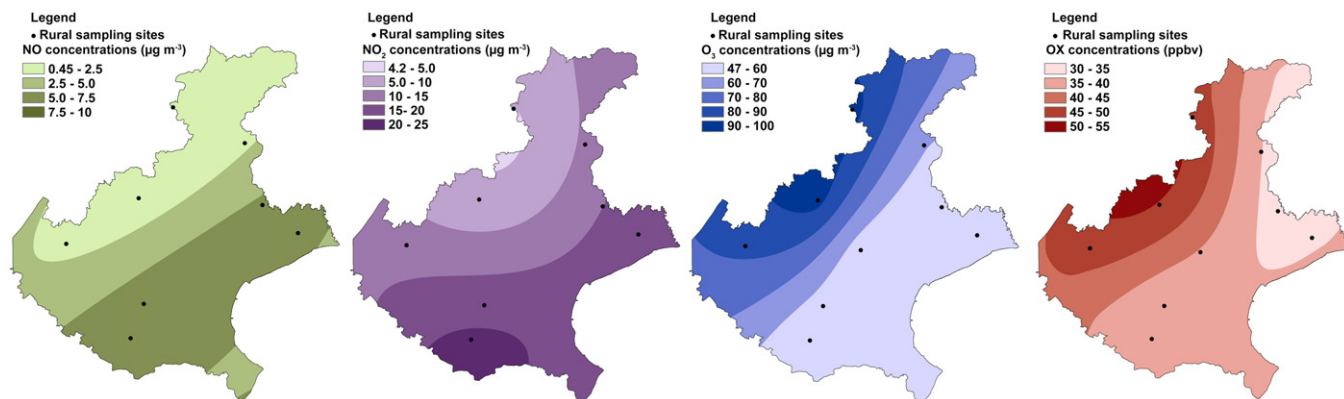 Legend
• Rural sampling sites
NO concentrations (µg m⁻³)
0.45 - 2.5
2.5 - 5.0
5.0 - 7.5
7.5 - 10
Legend
• Rural sampling sites
NO₂ concentrations (µg m⁻³)
4.2 - 5.0
5.0 - 10
10 - 15
15- 20
20 - 25
Legend
• Rural sampling sites
O₃ concentrations (µg m⁻³)
47 - 60
60 - 70
70 - 80
80 - 90
90 - 100
Legend
• Rural sampling sites
OX concentrations (ppbv)
30 - 35
35 - 40
40 - 45
45 - 50
50 - 55